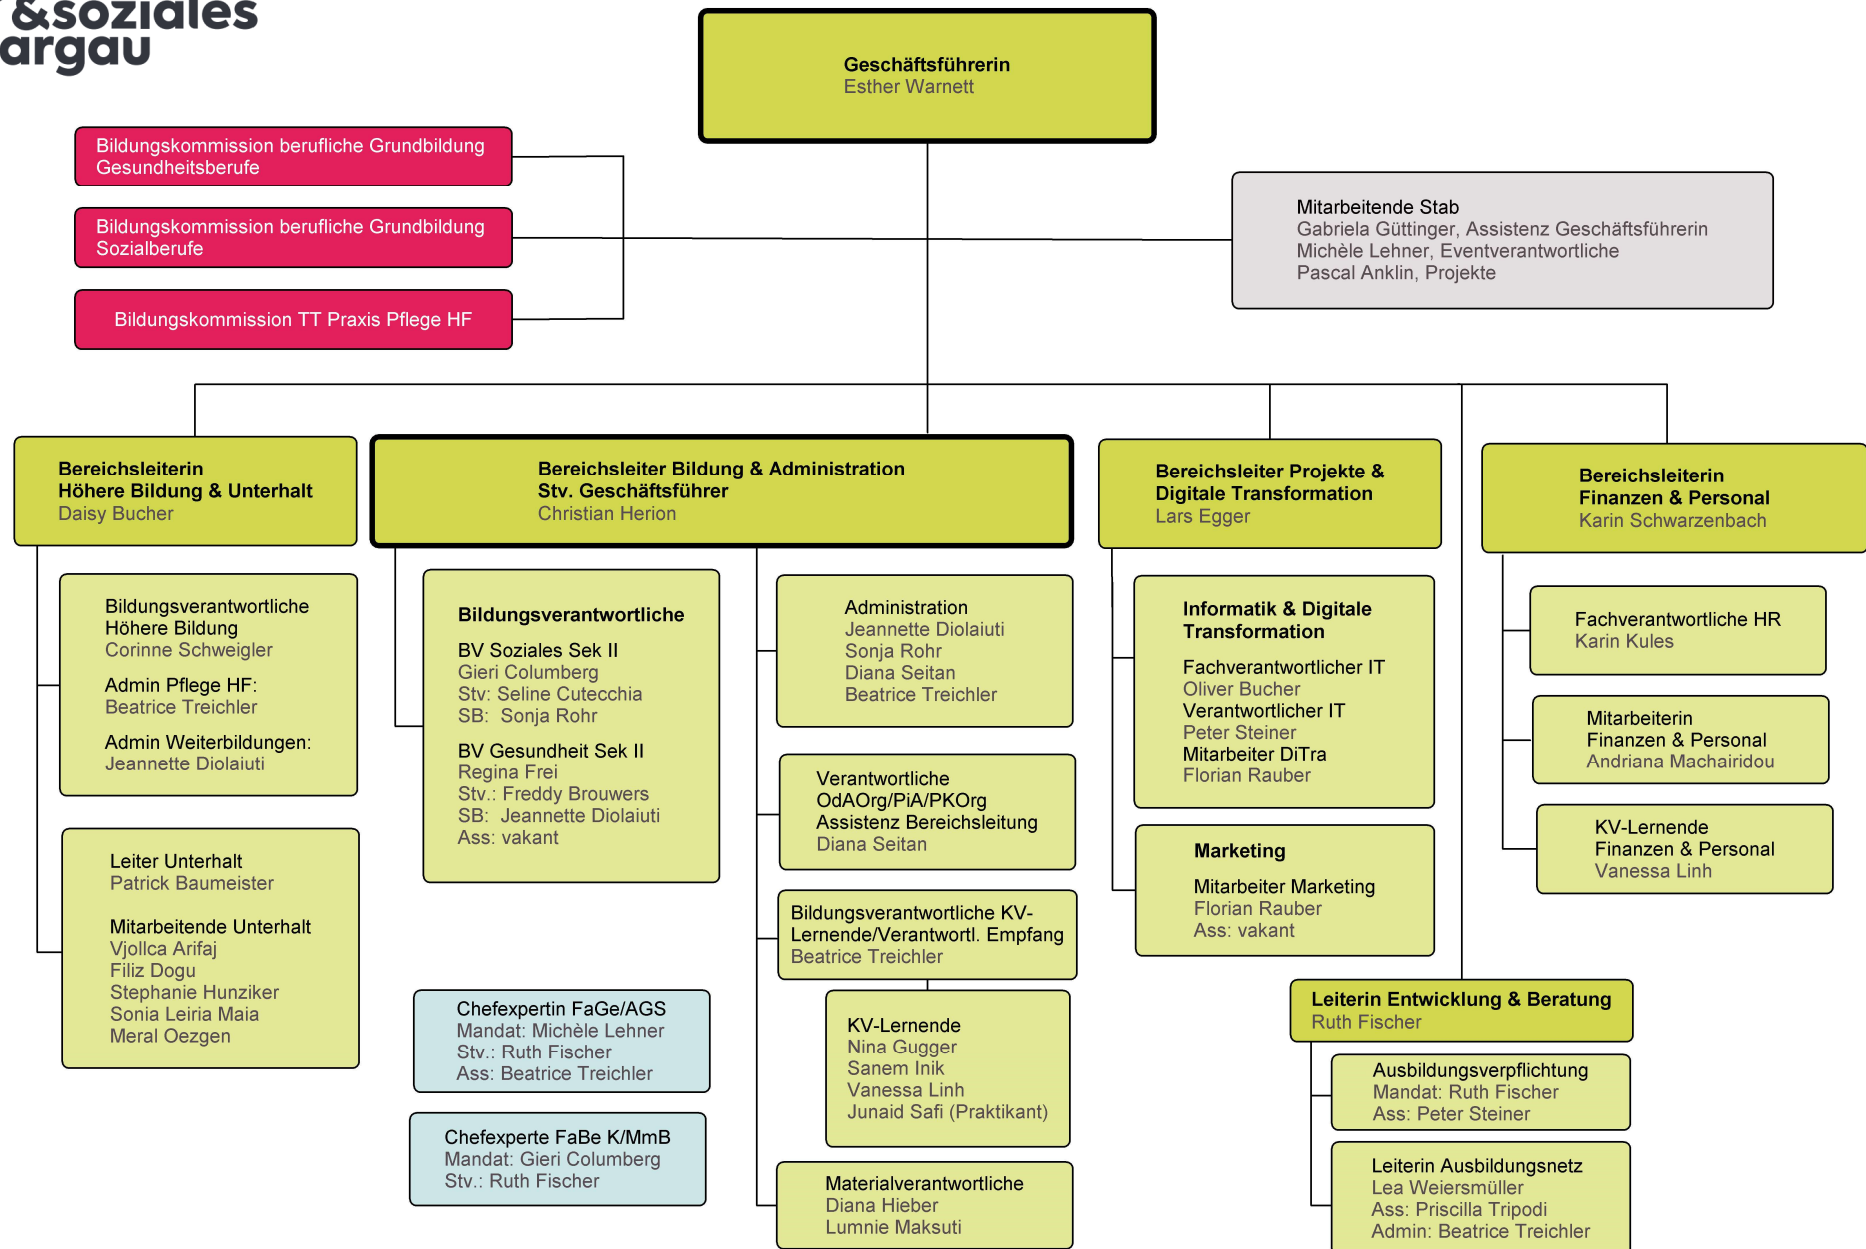 &soziales
argau
Geschäftsführerin
Esther Warnett
Bildungskommission berufliche Grundbildung
Gesundheitsberufe
Bildungskommission berufliche Grundbildung
Sozialberufe
Bildungskommission TT Praxis Pflege HF
Mitarbeitende Stab
Gabriela Güttinger, Assistenz Geschäftsführerin
Michèle Lehner, Eventverantwortliche
Pascal Anklin, Projekte
Bereichsleiterin
Höhere Bildung & Unterhalt
Daisy Bucher
Bildungsverantwortliche
Höhere Bildung
Corinne Schweigler
Admin Pflege HF:
Beatrice Treichler
Admin Weiterbildungen:
Jeannette Diolaiuti
Leiter Unterhalt
Patrick Baumeister
Mitarbeitende Unterhalt
Vjollca Arifaj
Filiz Dogu
Stephanie Hunziker
Sonia Leiria Maia
Meral Oezgen
Bereichsleiter Bildung & Administration
Stv. Geschäftsführer
Christian Herion
Bildungsverantwortliche
BV Soziales Sek II
Gieri Columberg
Stv: Seline Cutecchia
SB: Sonja Rohr
BV Gesundheit Sek II
Regina Frei
Stv.: Freddy Brouwers
SB: Jeannette Diolaiuti
Ass: vakant
Chefexpertin FaGe/AGS
Mandat: Michèle Lehner
Stv.: Ruth Fischer
Ass: Beatrice Treichler
Chefexperte FaBe K/MmB
Mandat: Gieri Columberg
Stv.: Ruth Fischer
Administration
Jeannette Diolaiuti
Sonja Rohr
Diana Seitan
Beatrice Treichler
Verantwortliche
OdAOrg/PiA/PKOrg
Assistenz Bereichsleitung
Diana Seitan
Bildungsverantwortliche KV-
Lernende/Verantwortl. Empfang
Beatrice Treichler
KV-Lernende
Nina Gugger
Sanem Inik
Vanessa Linh
Junaid Safi (Praktikant)
Materialverantwortliche
Diana Hieber
Lumnie Maksuti
Bereichsleiter Projekte &
Digitale Transformation
Lars Egger
Informatik & Digitale
Transformation
Fachverantwortlicher IT
Oliver Bucher
Verantwortlicher IT
Peter Steiner
Mitarbeiter DiTra
Florian Rauber
Marketing
Mitarbeiter Marketing
Florian Rauber
Ass: vakant
Leiterin Entwicklung & Beratung
Ruth Fischer
Ausbildungsverpflichtung
Mandat: Ruth Fischer
Ass: Peter Steiner
Leiterin Ausbildungsnetz
Lea Weiersmüller
Ass: Priscilla Tripodi
Admin: Beatrice Treichler
Bereichsleiterin
Finanzen & Personal
Karin Schwarzenbach
Fachverantwortliche HR
Karin Kules
Mitarbeiterin
Finanzen & Personal
Andriana Machairidou
KV-Lernende
Finanzen & Personal
Vanessa Linh